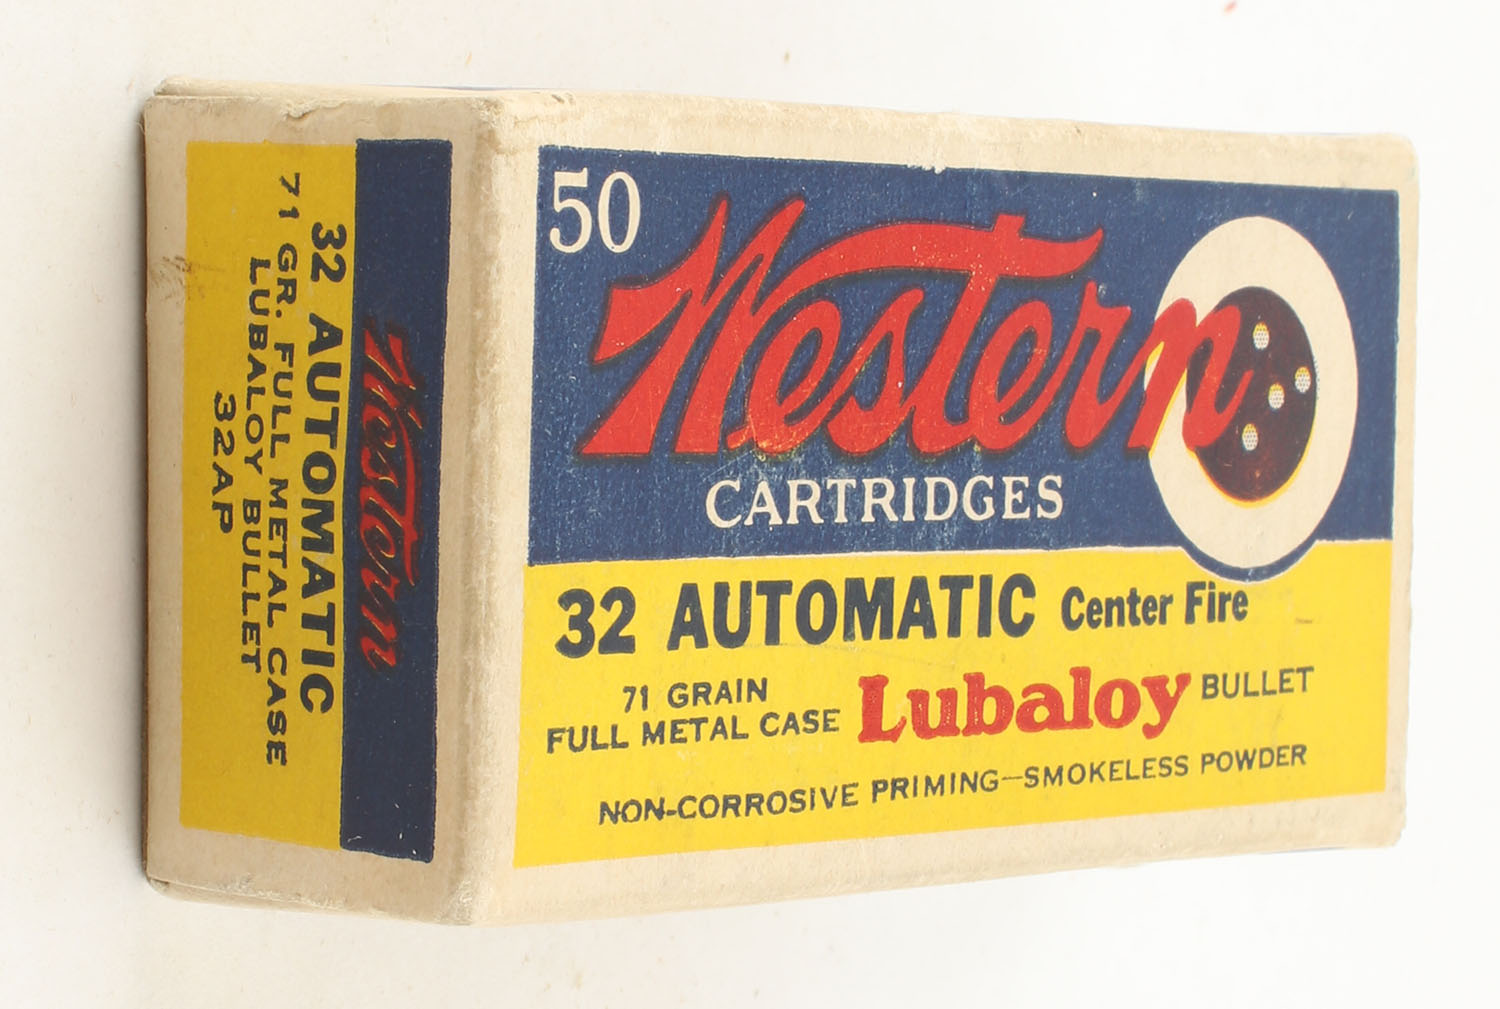 50
Western
CARTRIDGES
32 AUTOMATIC Center Fire
71 GRAIN
FULL METAL CASE Lubaloy BULLET
NON-CORROSIVE PRIMING—SMOKELESS POWDER
Western
32 AUTOMATIC
71 GR. FULL METAL CASE
LUBALOY BULLET
32AP